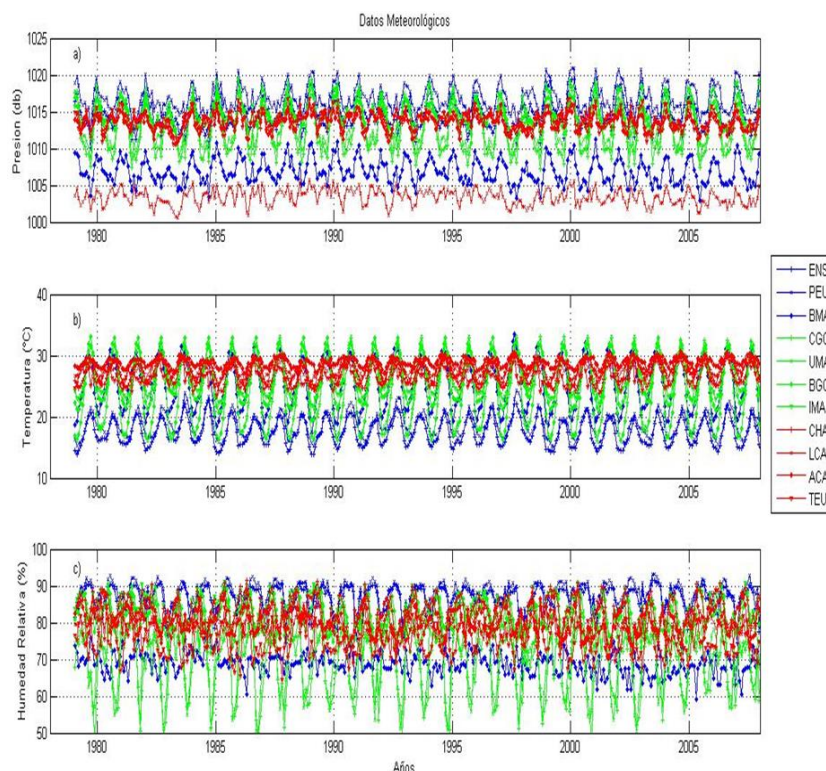 Datos Meteorológicos
a)
Presion (db)
1025
1020
1015
1010
1005
1000
1980 1985 1990 1995 2000 2005
b)
Temperatura (°C)
40
30
20
10
1980 1985 1990 1995 2000 2005
ENS
PEU
BMA
CGC
UMA
BGC
IMA
CHA
LCA
ACA
TEU
c)
Humedad Relativa (%)
100
90
80
70
60
50
1980 1985 1990 1995 2000 2005
Años